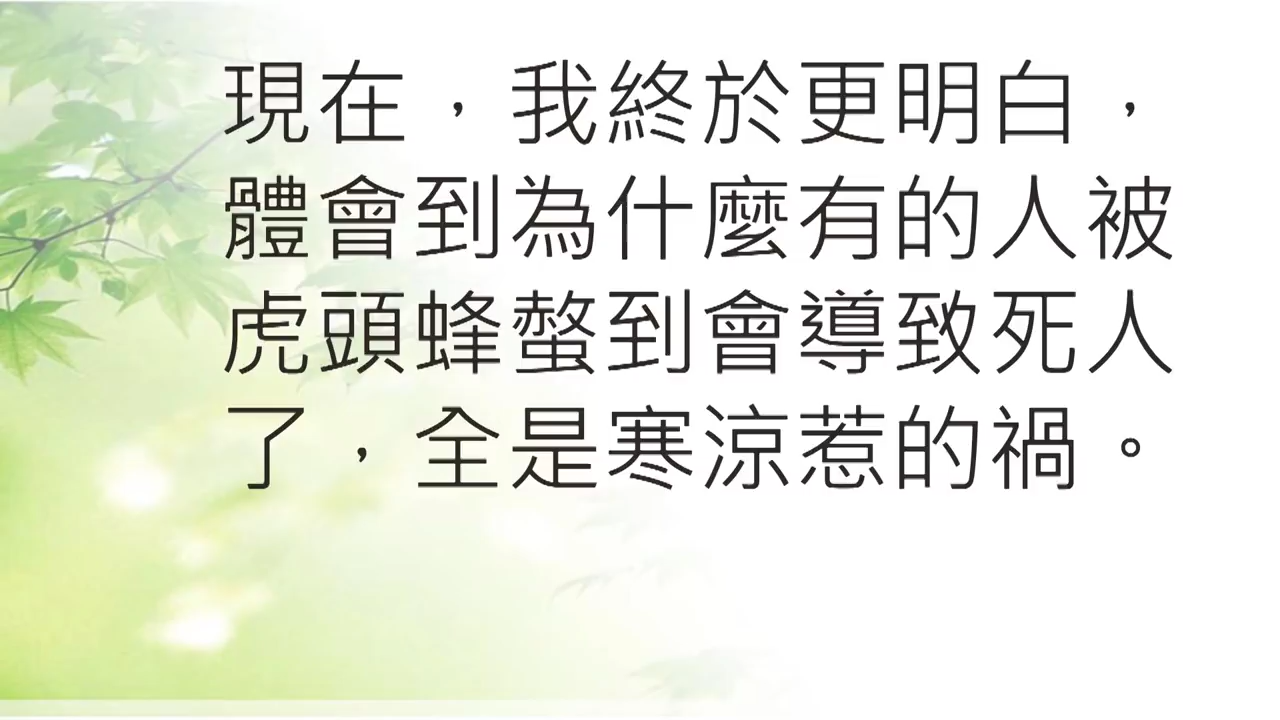 現在，我終於更明白，
體會到為什麼有的人被
虎頭蜂螫到會導致死人
了，全是寒涼惹的禍。